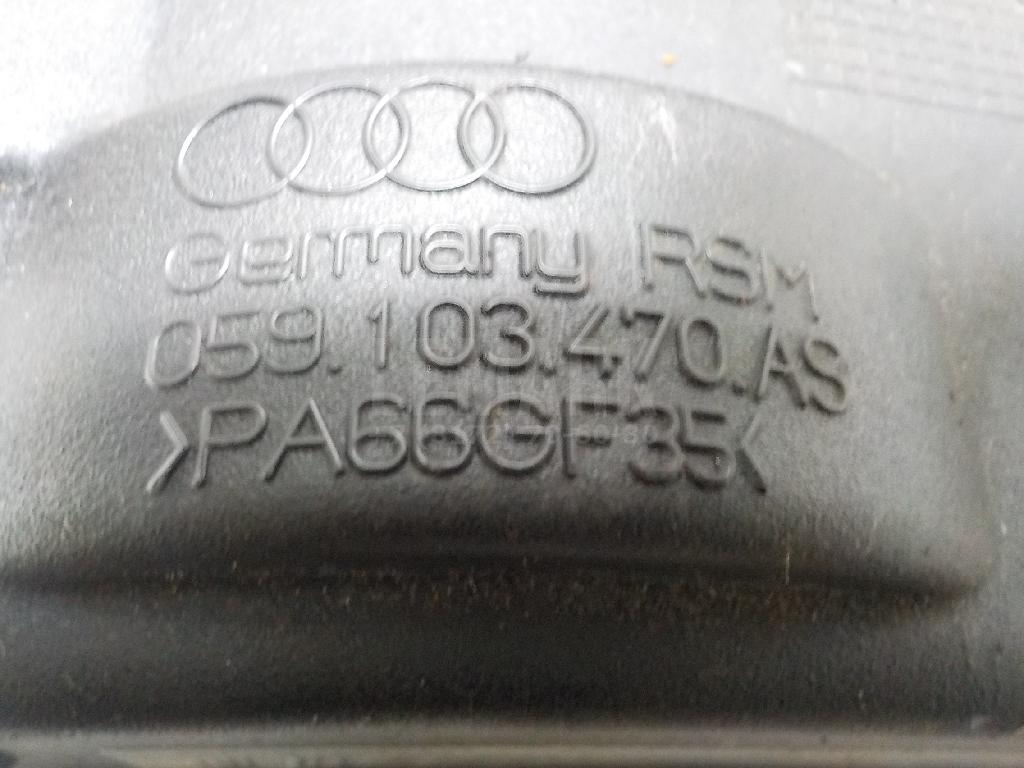 Germany RSM
059.103.470.AS
>PA66GF35<